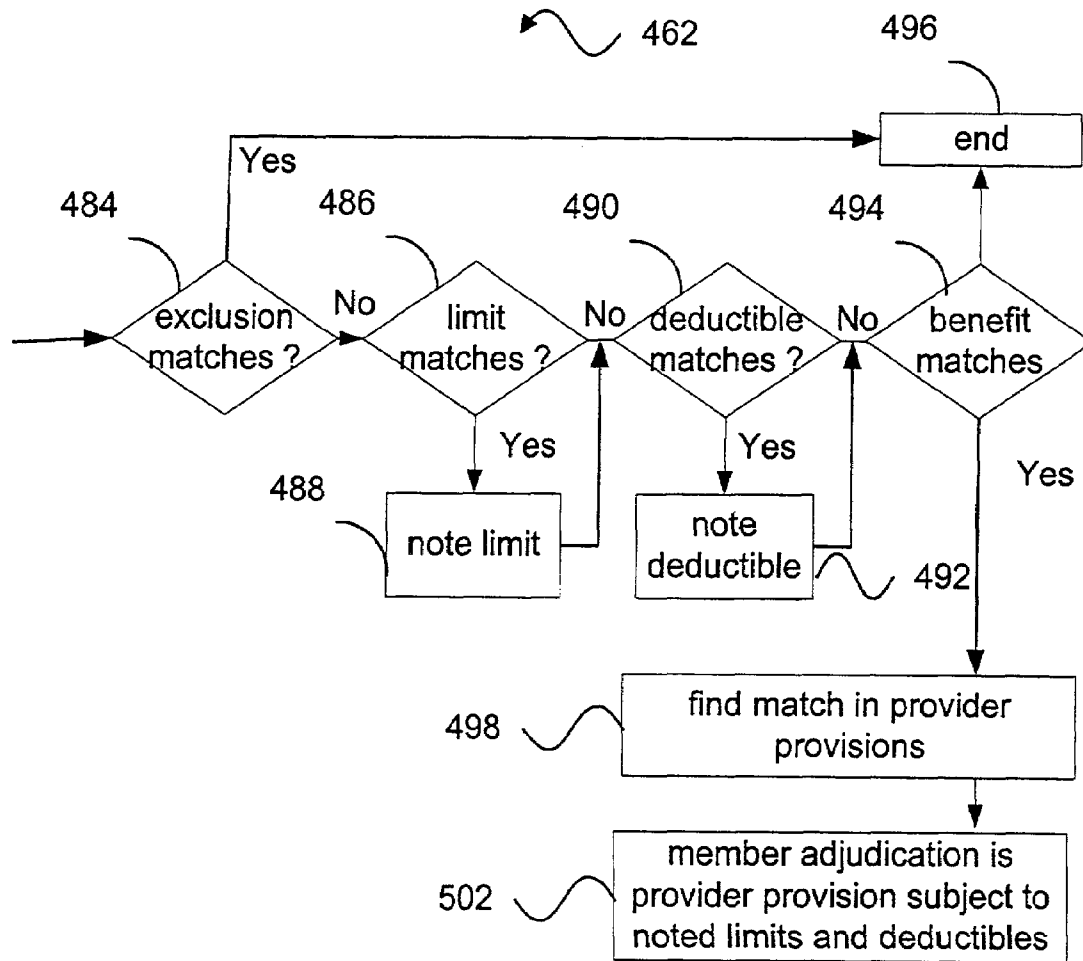 462
496
end
Yes
484
486
490
494
exclusion
matches ?
No
limit
matches ?
No
deductible
matches ?
No
benefit
matches
Yes
Yes
Yes
488
note limit
note
deductible
492
498
find match in provider
provisions
502
member adjudication is
provider provision subject to
noted limits and deductibles